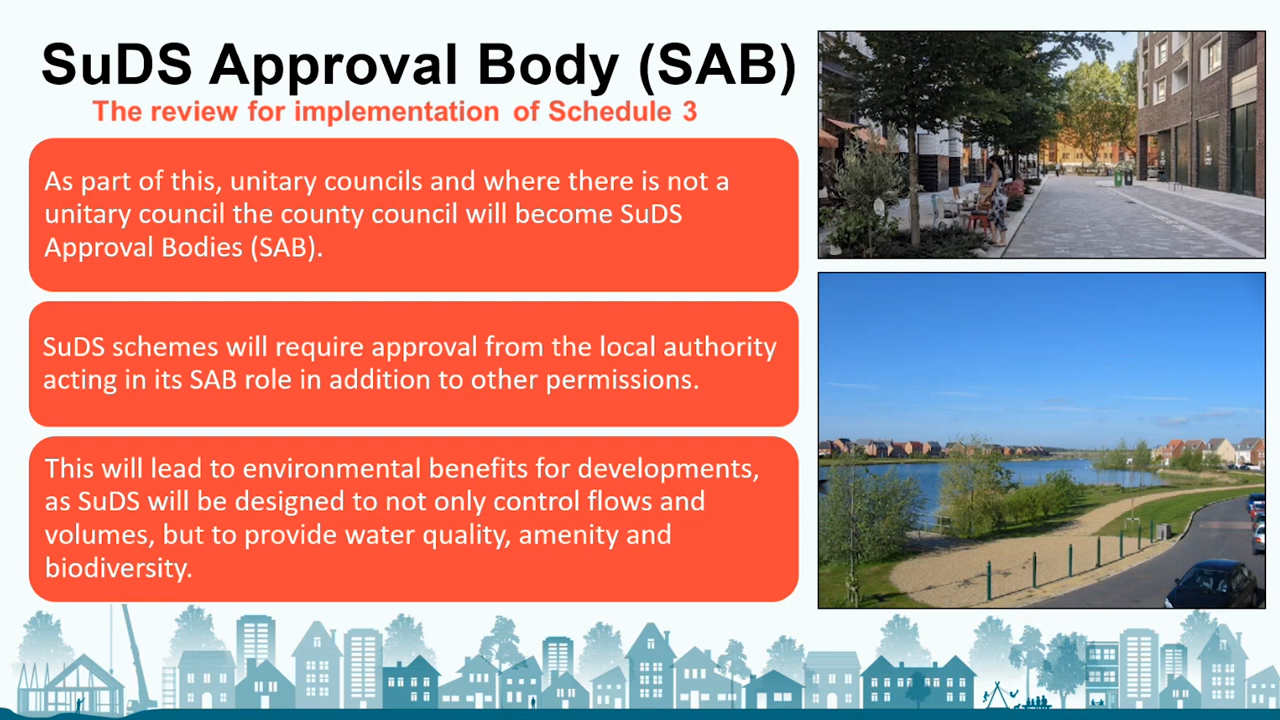 SuDS Approval Body (SAB)
The review for implementation of Schedule 3
As part of this, unitary councils and where there is not a
unitary council the county council will become SuDS
Approval Bodies (SAB).
SuDS schemes will require approval from the local authority
acting in its SAB role in addition to other permissions.
This will lead to environmental benefits for developments,
as SuDS will be designed to not only control flows and
volumes, but to provide water quality, amenity and
biodiversity.